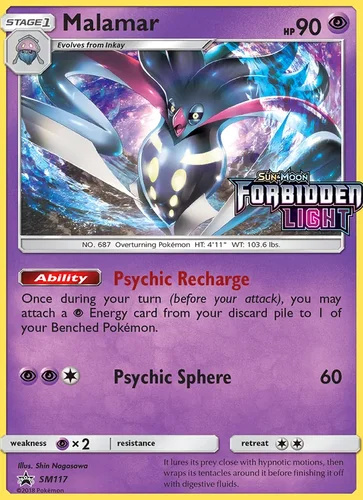 STAGE 1 Malamar HP 90
Evolves from Inkay
SUN & MOON
FORBIDDEN
LIGHT
NO. 687 Overturning Pokémon HT: 4'11" WT: 103.6 lbs.
Ability Psychic Recharge
Once during your turn (before your attack), you may
attach a Energy card from your discard pile to 1 of
your Benched Pokémon.
Psychic Sphere 60
weakness ×2 resistance retreat
Illus. Shin Nagasawa
SM117
©2018 Pokémon
It lures its prey close with hypnotic motions, then
wraps its tentacles around it before finishing it off
with digestive fluids.